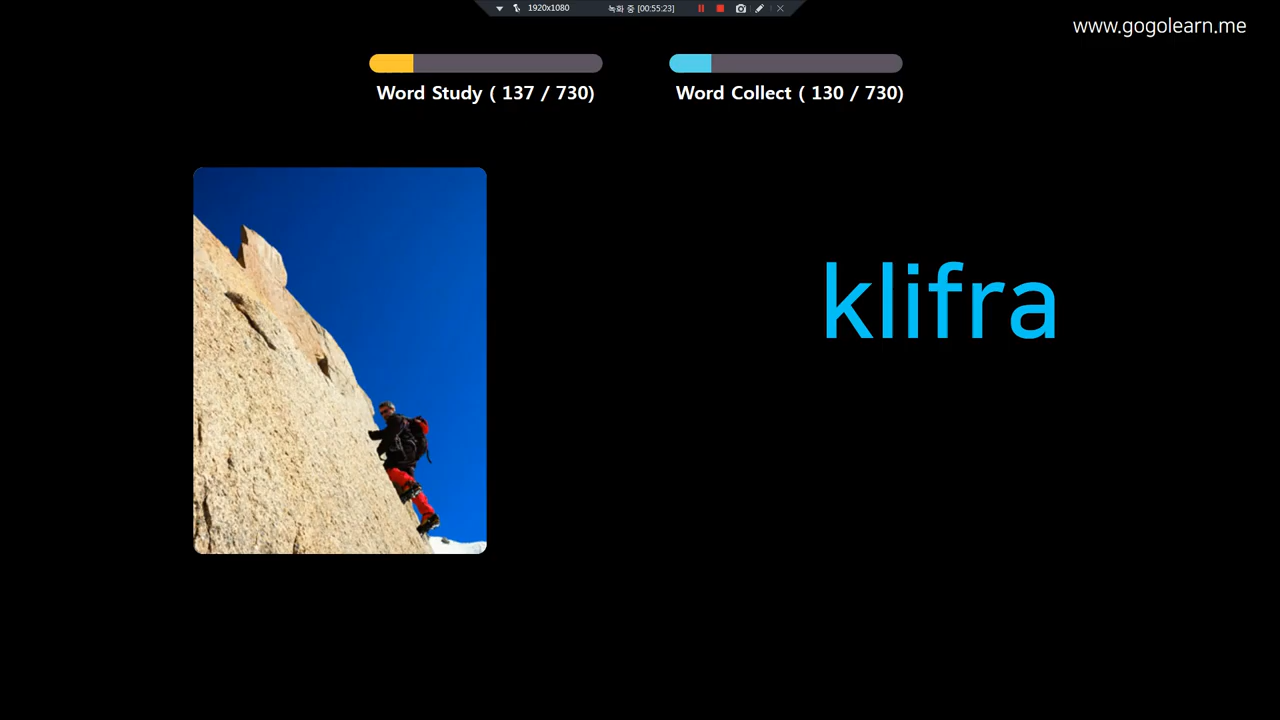 1920x1080
녹화 중 [00:55:23]
www.gogolearn.me
Word Study ( 137 / 730)
Word Collect ( 130 / 730)
klifra